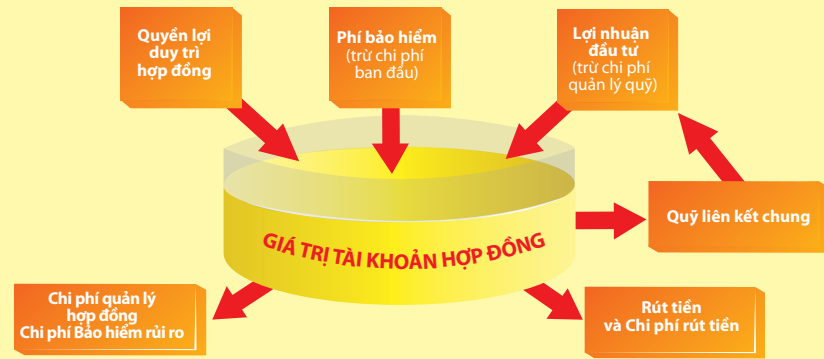 Quyền lợi
duy trì
hợp đồng
Phí bảo hiểm
(trừ chi phí
ban đầu)
Lợi nhuận
đầu tư
(trừ chi phí
quản lý quỹ)
Quỹ liên kết chung
GIÁ TRỊ TÀI KHOẢN HỢP ĐỒNG
Chi phí quản lý
hợp đồng
Chi phí Bảo hiểm rủi ro
Rút tiền
và Chi phí rút tiền